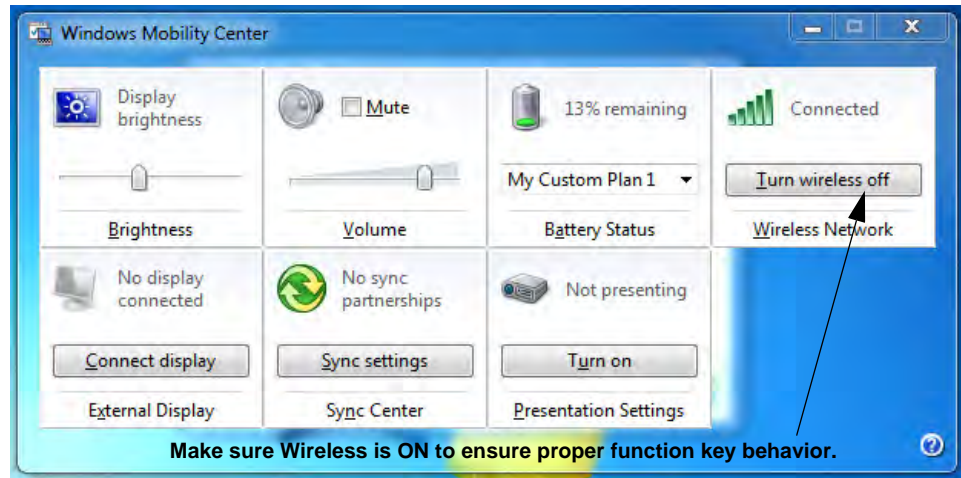 Windows Mobility Center
Display
brightness
Brightness
Mute
Volume
13% remaining
My Custom Plan 1
Battery Status
Connected
Turn wireless off
Wireless Network
No display
connected
Connect display
External Display
No sync
partnerships
Sync settings
Sync Center
Not presenting
Turn on
Presentation Settings
Make sure Wireless is ON to ensure proper function key behavior.